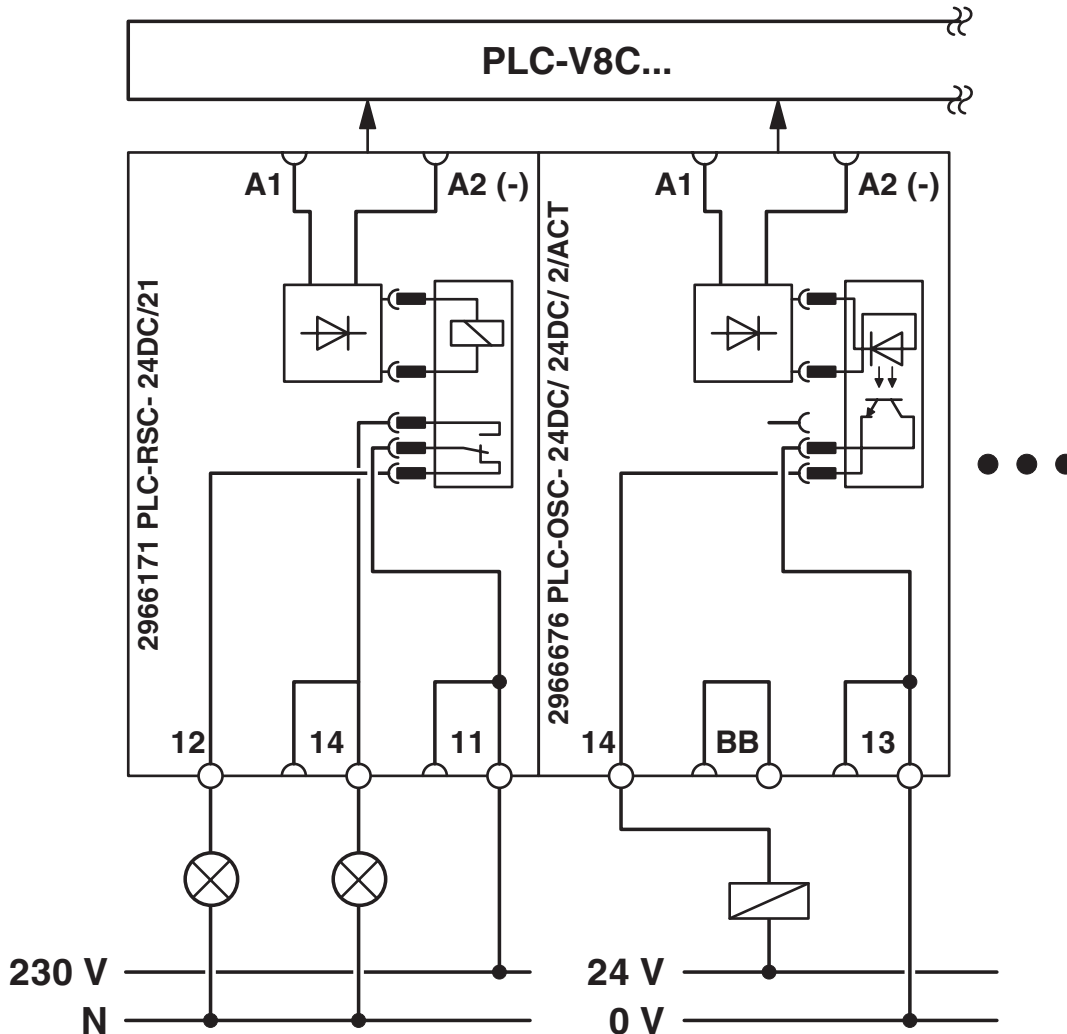 PLC-V8C...
A1
A2 (-)
A1
A2 (-)
2966171 PLC-RSC- 24DC/21
2966676 PLC-OSC- 24DC/ 24DC/ 2/ACT
12
14
11
14
BB
13
230 V
24 V
N
0 V